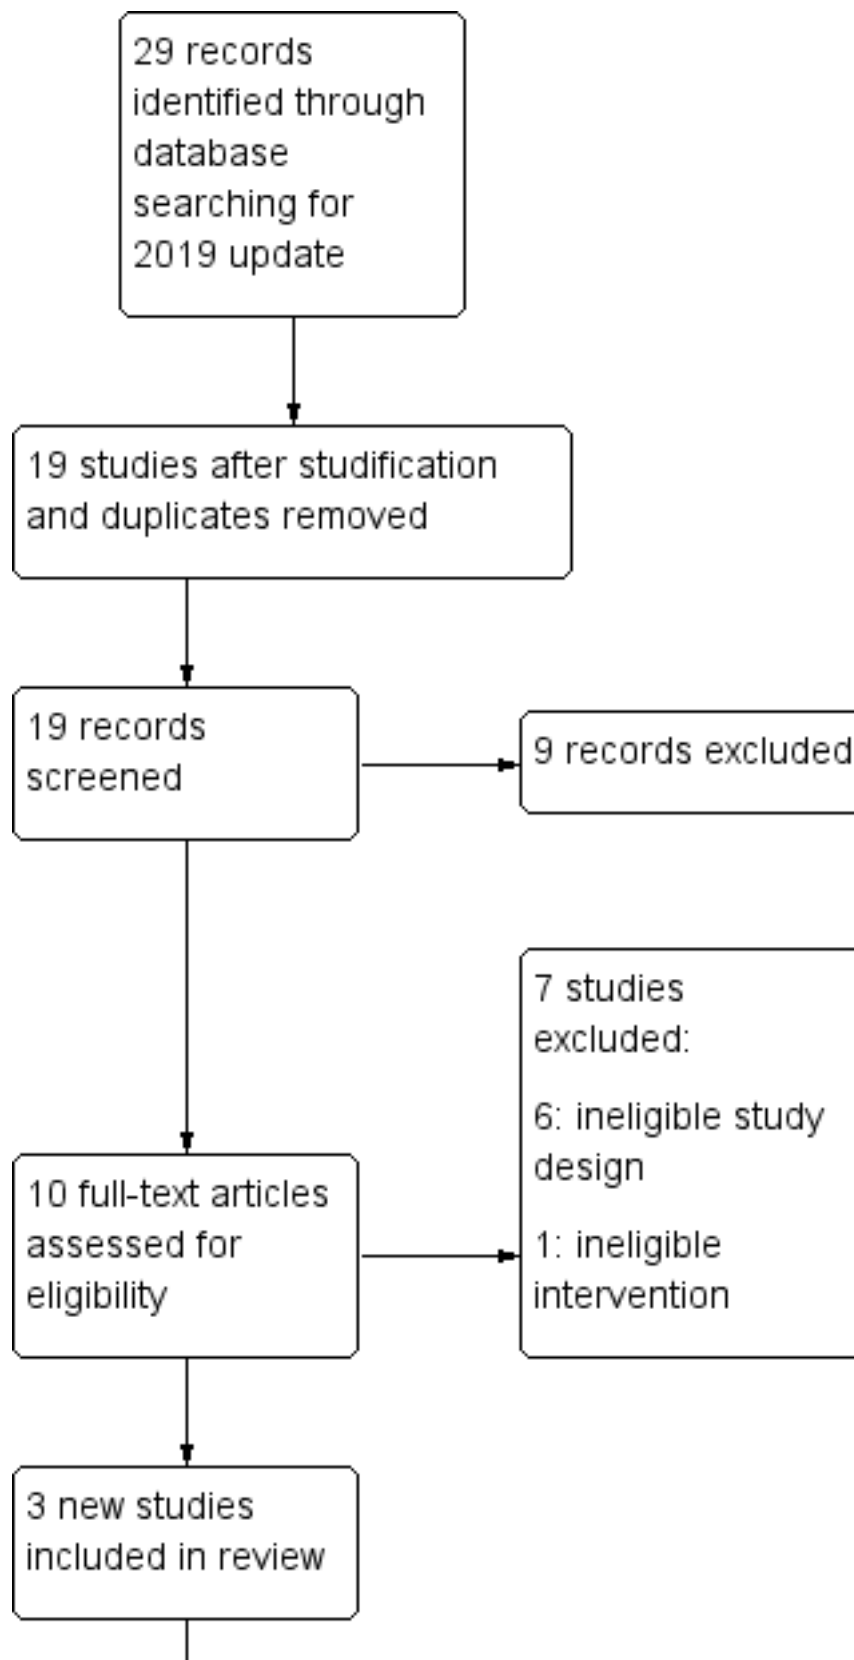 29 records
identified through
database
searching for
2019 update
19 studies after studification
and duplicates removed
19 records
screened
9 records excluded
7 studies
excluded:
6: ineligible study
design
1: ineligible
intervention
10 full-text articles
assessed for
eligibility
3 new studies
included in review